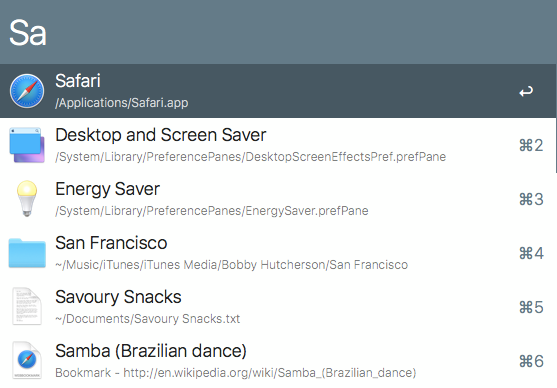 Sa
Safari
/Applications/Safari.app
↩
Desktop and Screen Saver
/System/Library/PreferencePanes/DesktopScreenEffectsPref.prefPane
⌘2
Energy Saver
/System/Library/PreferencePanes/EnergySaver.prefPane
⌘3
San Francisco
~/Music/iTunes/iTunes Media/Bobby Hutcherson/San Francisco
⌘4
Savoury Snacks
~/Documents/Savoury Snacks.txt
⌘5
Samba (Brazilian dance)
Bookmark - http://en.wikipedia.org/wiki/Samba_(Brazilian_dance)
⌘6